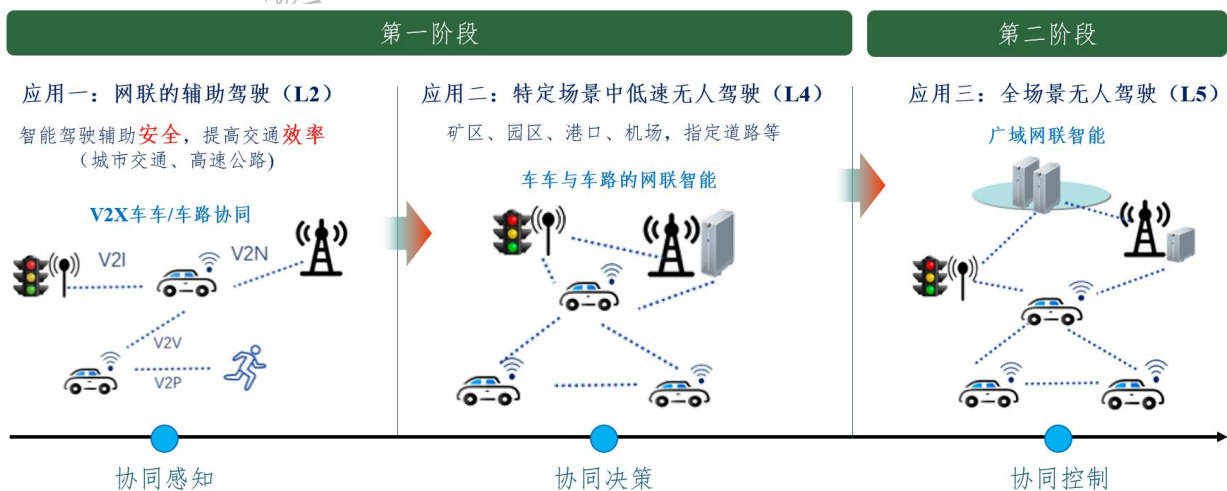 第一阶段
第二阶段
应用一：网联的辅助驾驶（L2）
智能驾驶辅助安全，提高交通效率
（城市交通、高速公路)
V2X车车/车路协同
V2I
V2N
V2V
V2P
应用二：特定场景中低速无人驾驶（L4）
矿区、园区、港口、机场，指定道路等
车车与车路的网联智能
应用三：全场景无人驾驶（L5）
广域网联智能
协同感知
协同决策
协同控制